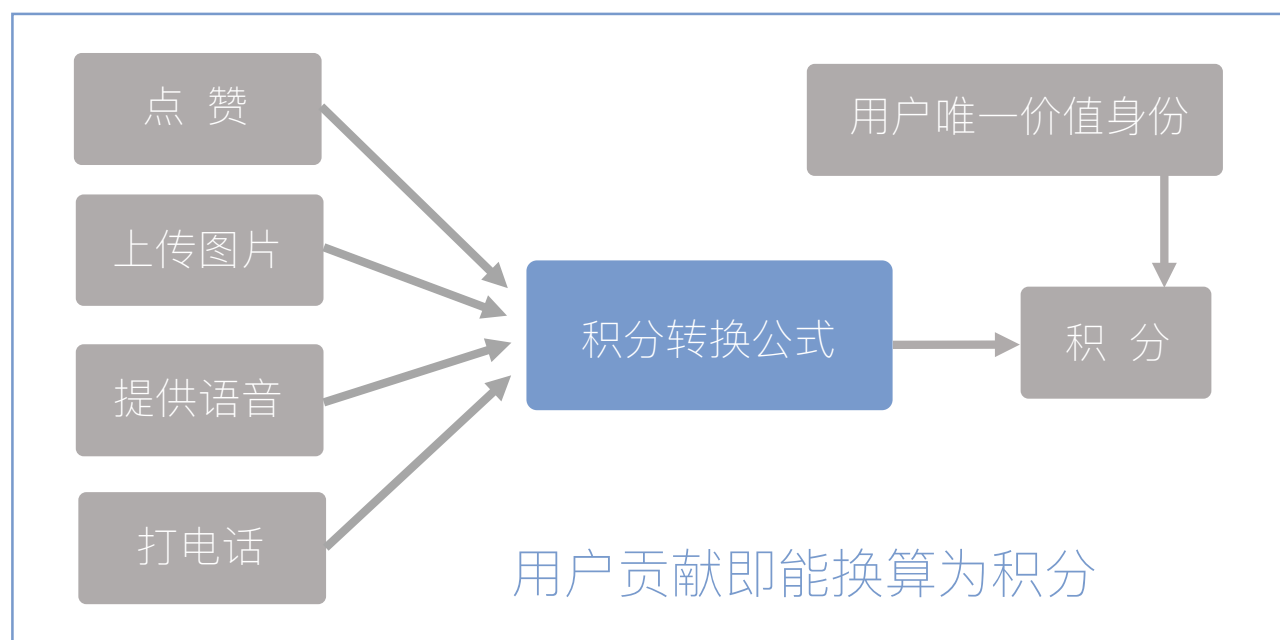 点 赞
上传图片
提供语音
打电话
积分转换公式
用户唯一价值身份
积 分
用户贡献即能换算为积分